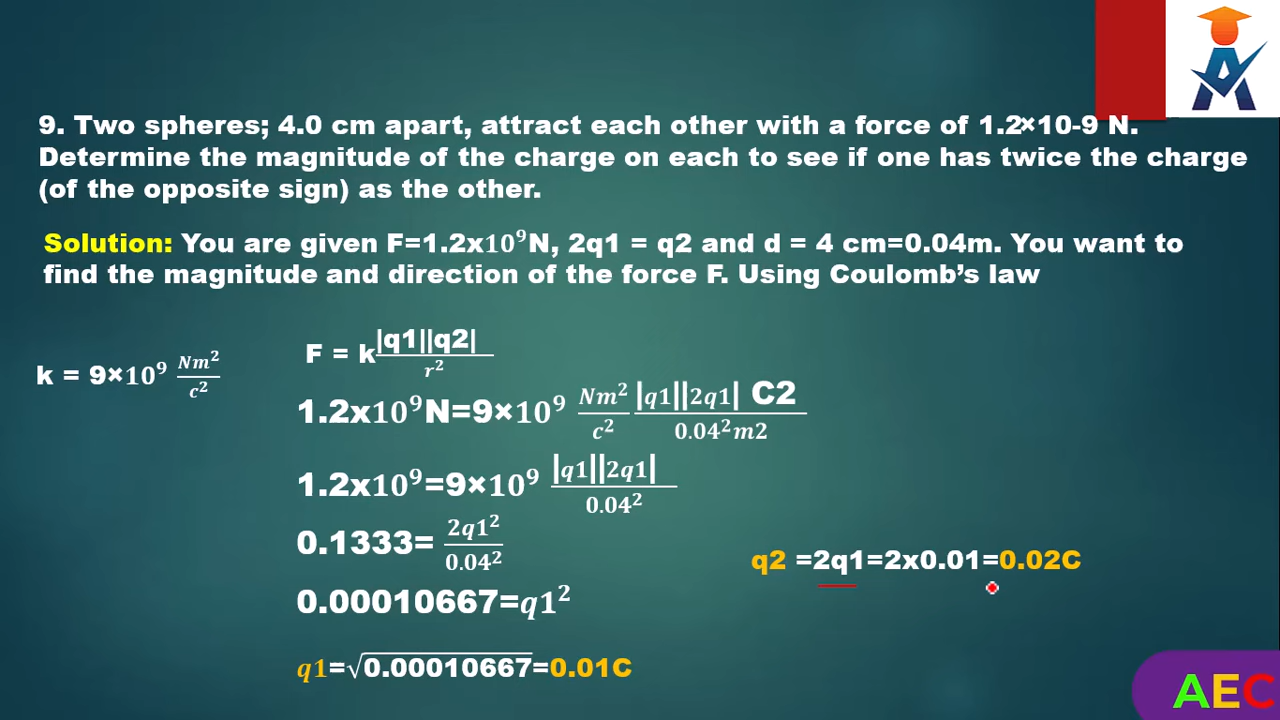 9. Two spheres; 4.0 cm apart, attract each other with a force of 1.2×10-9 N.
Determine the magnitude of the charge on each to see if one has twice the charge
(of the opposite sign) as the other.
Solution: You are given F=1.2x10⁹N, 2q1 = q2 and d = 4 cm=0.04m. You want to
find the magnitude and direction of the force F. Using Coulomb’s law
k = 9×10⁹ Nm²/c²
F = k|q1||q2|/r²
1.2x10⁹N=9×10⁹ Nm²/c² |q1||2q1| C2/0.04²m2
1.2x10⁹=9×10⁹ |q1||2q1|/0.04²
0.1333= 2q1²/0.04²
0.00010667=q1²
q1=√0.00010667=0.01C
q2 =2q1=2x0.01=0.02C
AEC